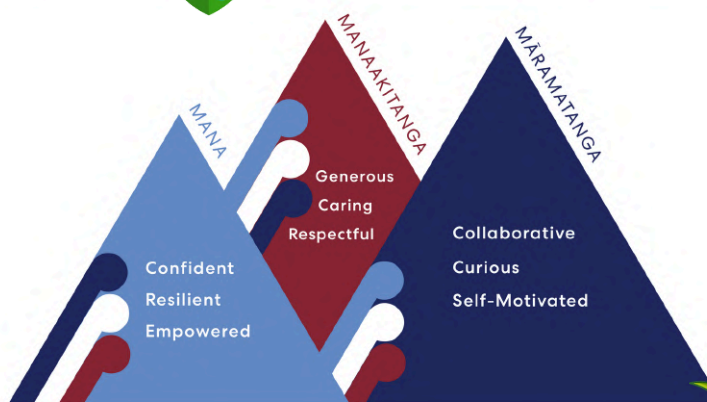 MANA
Confident
Resilient
Empowered
MANAAKITANGA
Generous
Caring
Respectful
MĀRAMATANGA
Collaborative
Curious
Self-Motivated